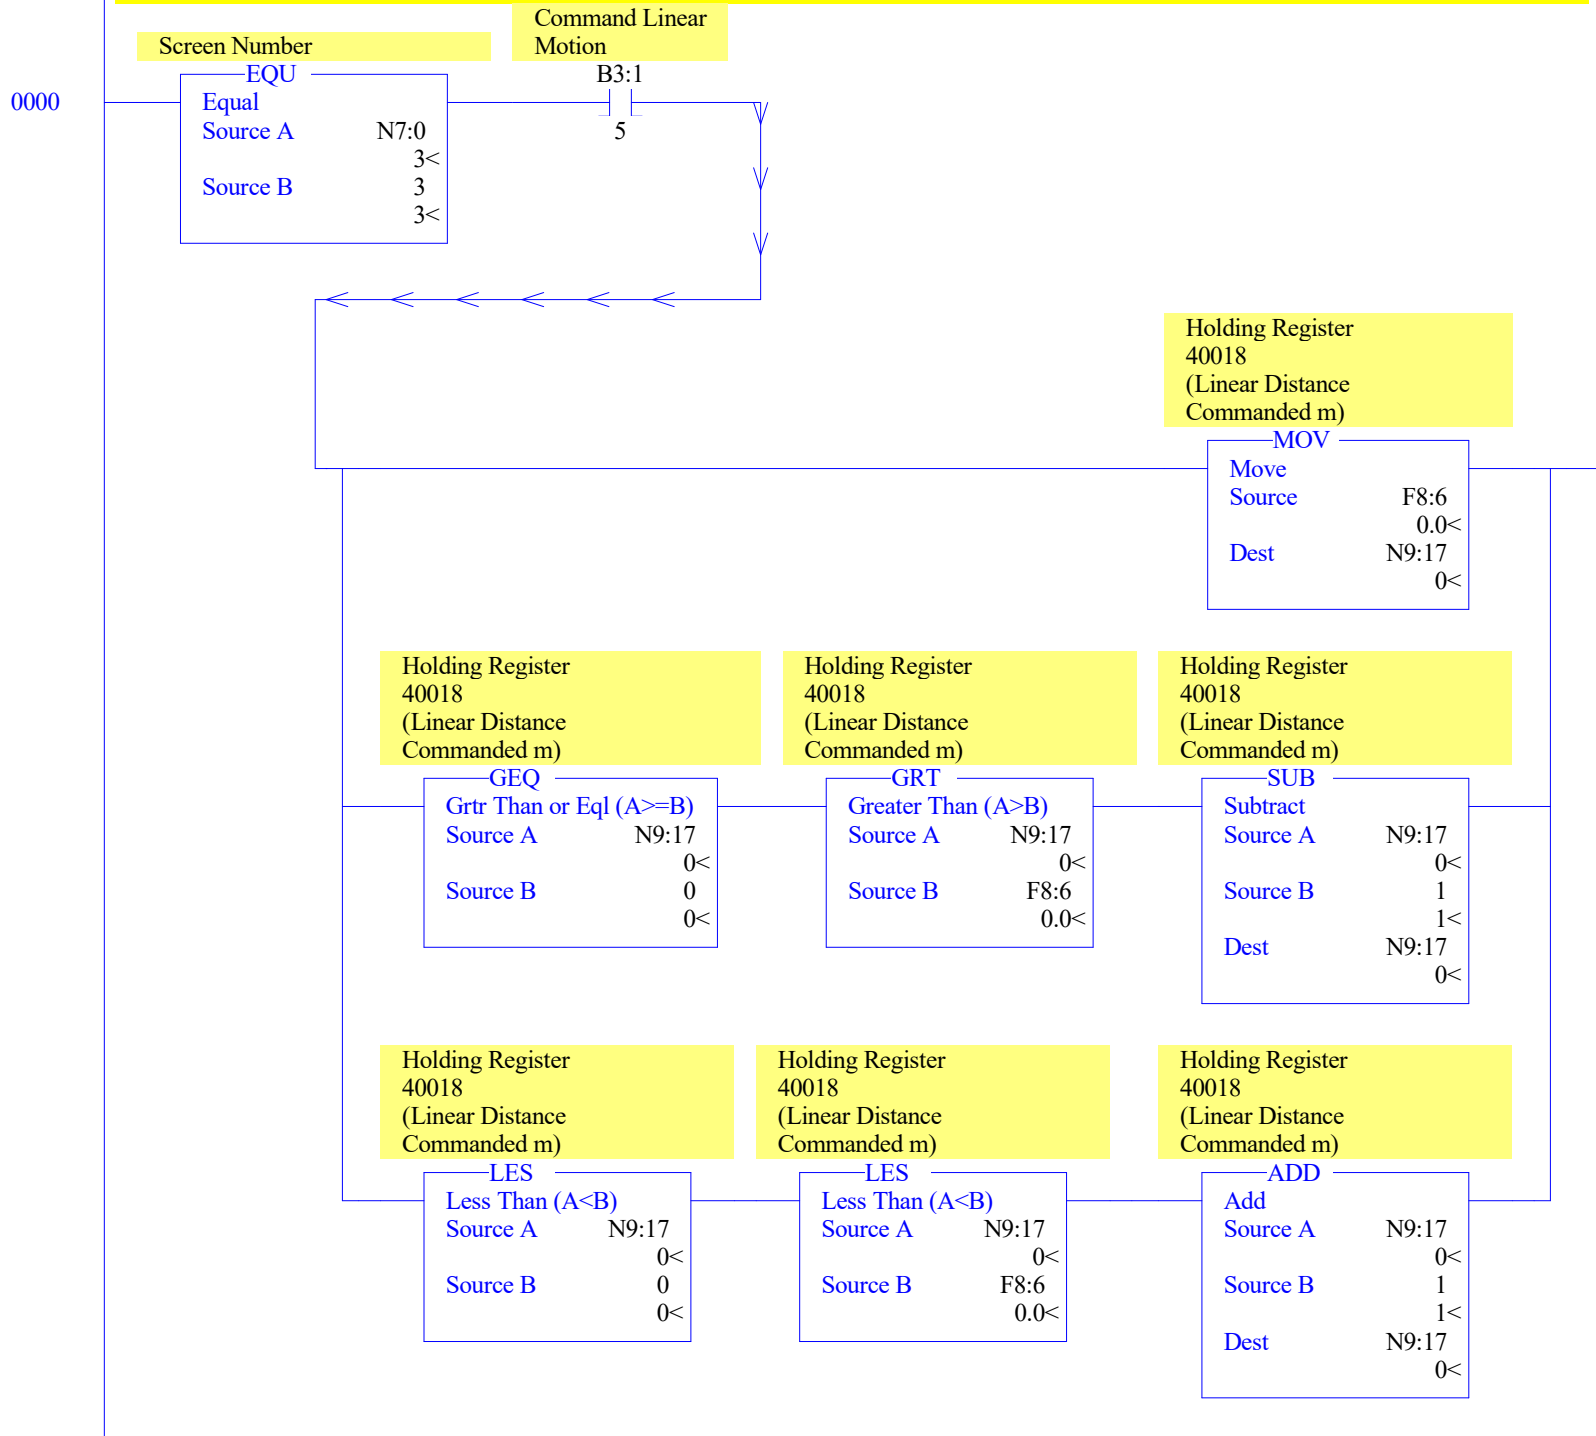 Command Linear
Motion
Screen Number
EQU
B3:1
0000
Equal
Source A N7:0
5
3<
Source B 3
3<
Holding Register
40018
(Linear Distance
Commanded m)
MOV
Move
Source F8:6
0.0<
Dest N9:17
0<
Holding Register
40018
(Linear Distance
Commanded m)
GEQ
Grtr Than or Eql (A>=B)
Source A N9:17
0<
Source B 0
0<
Holding Register
40018
(Linear Distance
Commanded m)
GRT
Greater Than (A>B)
Source A N9:17
0<
Source B F8:6
0.0<
Holding Register
40018
(Linear Distance
Commanded m)
SUB
Subtract
Source A N9:17
0<
Source B 1
1<
Dest N9:17
0<
Holding Register
40018
(Linear Distance
Commanded m)
LES
Less Than (A<B)
Source A N9:17
0<
Source B 0
0<
Holding Register
40018
(Linear Distance
Commanded m)
LES
Less Than (A<B)
Source A N9:17
0<
Source B F8:6
0.0<
Holding Register
40018
(Linear Distance
Commanded m)
ADD
Add
Source A N9:17
0<
Source B 1
1<
Dest N9:17
0<